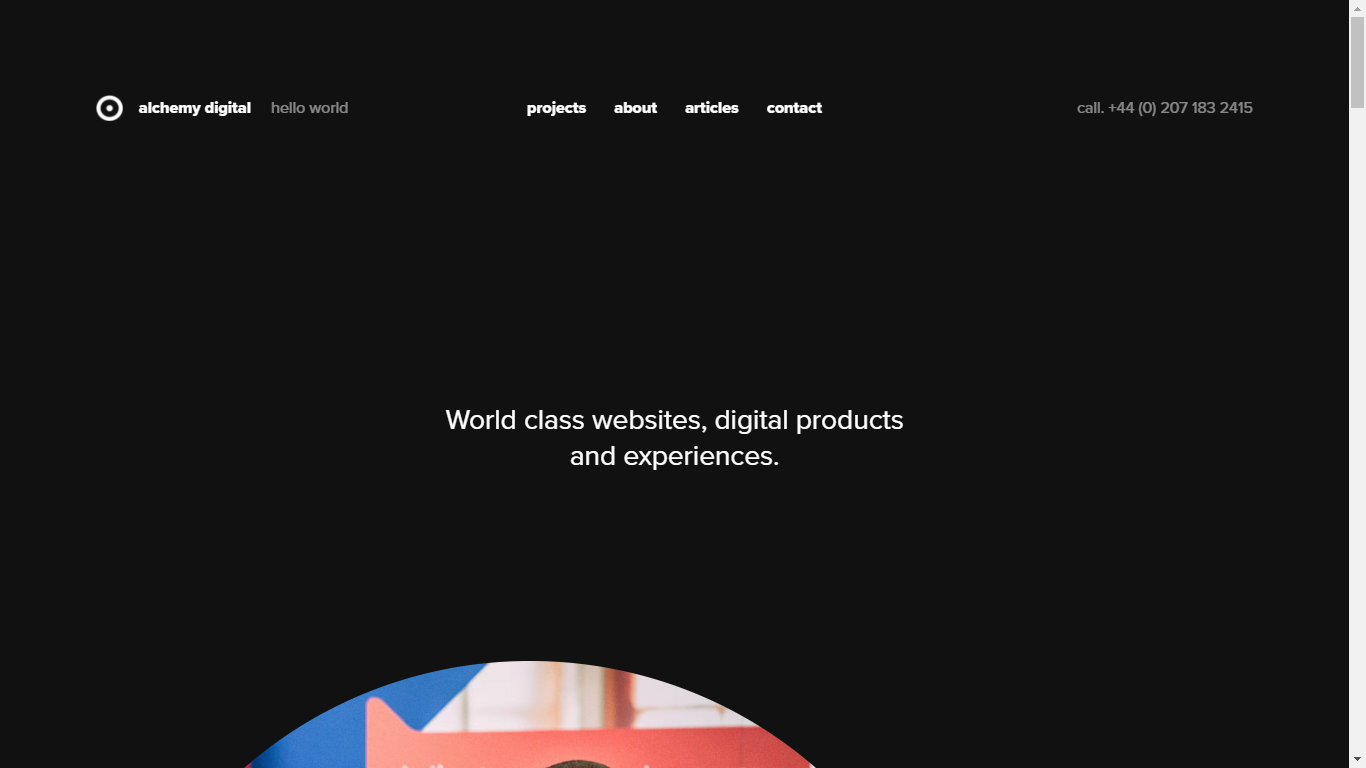 alchemy digital hello world projects about articles contact call. +44 (0) 207 183 2415
World class websites, digital products
and experiences.